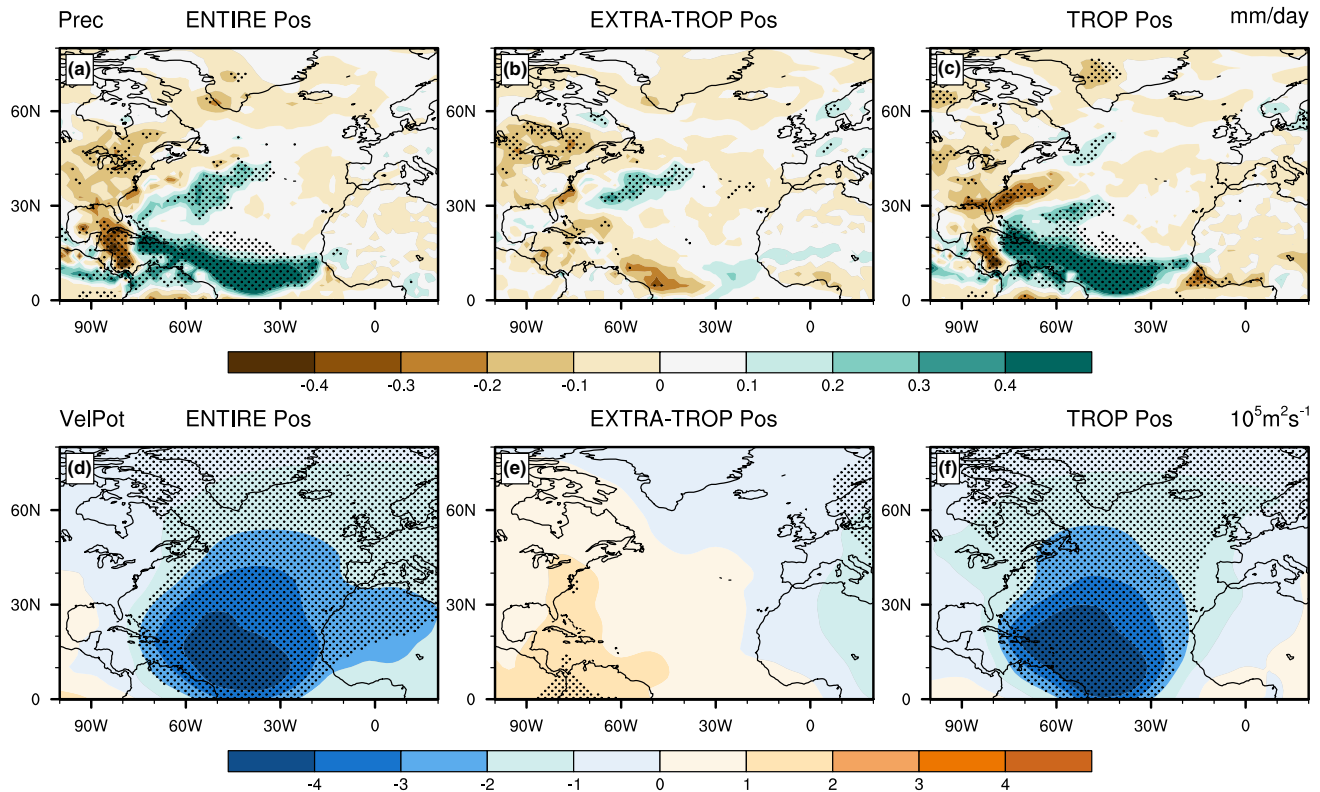 Prec ENTIRE Pos EXTRA-TROP Pos TROP Pos mm/day
(a) (b) (c)
60N 60N 60N
30N 30N 30N
0 0 0
90W 60W 30W 0 90W 60W 30W 0 90W 60W 30W 0
-0.4 -0.3 -0.2 -0.1 0 0.1 0.2 0.3 0.4
VelPot ENTIRE Pos EXTRA-TROP Pos TROP Pos 10⁵m²s⁻¹
(d) (e) (f)
60N 60N 60N
30N 30N 30N
0 0 0
90W 60W 30W 0 90W 60W 30W 0 90W 60W 30W 0
-4 -3 -2 -1 0 1 2 3 4